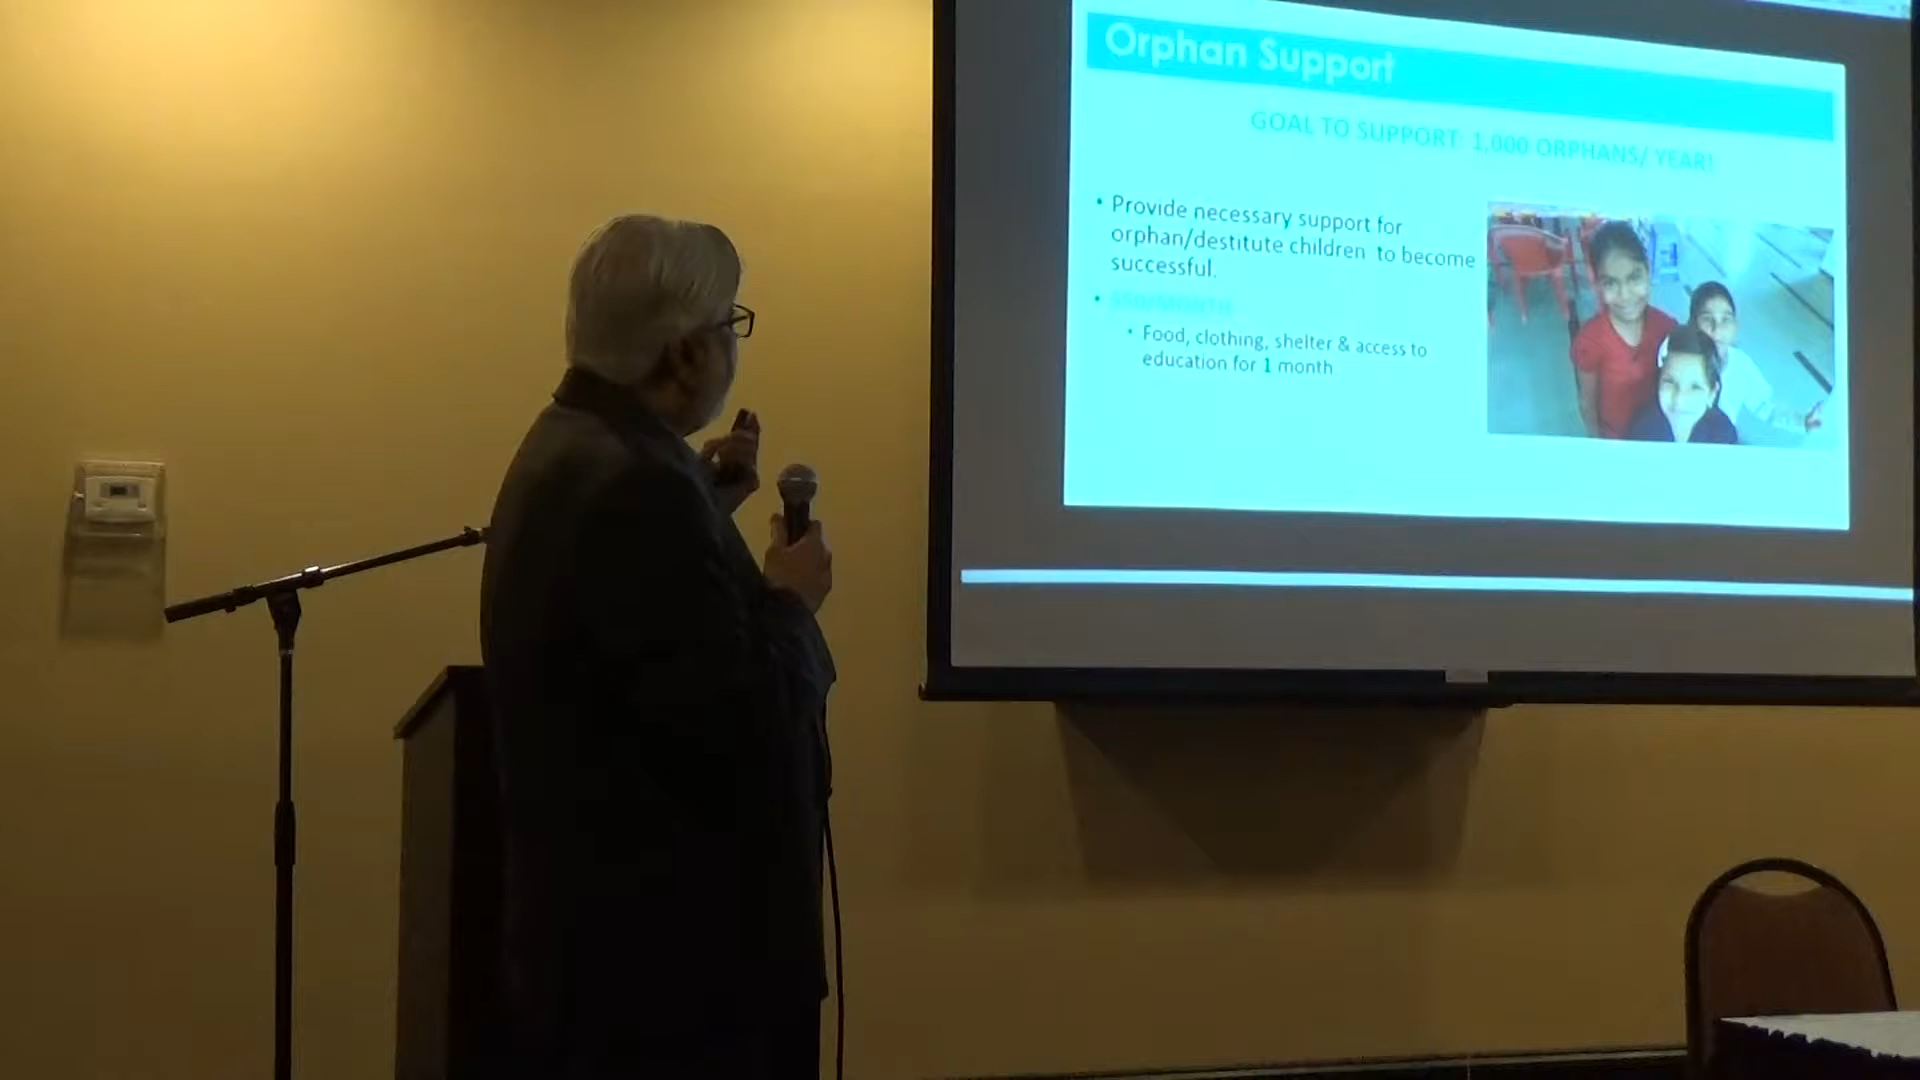 Orphan Support
GOAL TO SUPPORT: 1,000 ORPHANS/ YEAR!
• Provide necessary support for
orphan/destitute children to become
successful.
• Food, clothing, shelter & access to
education for 1 month